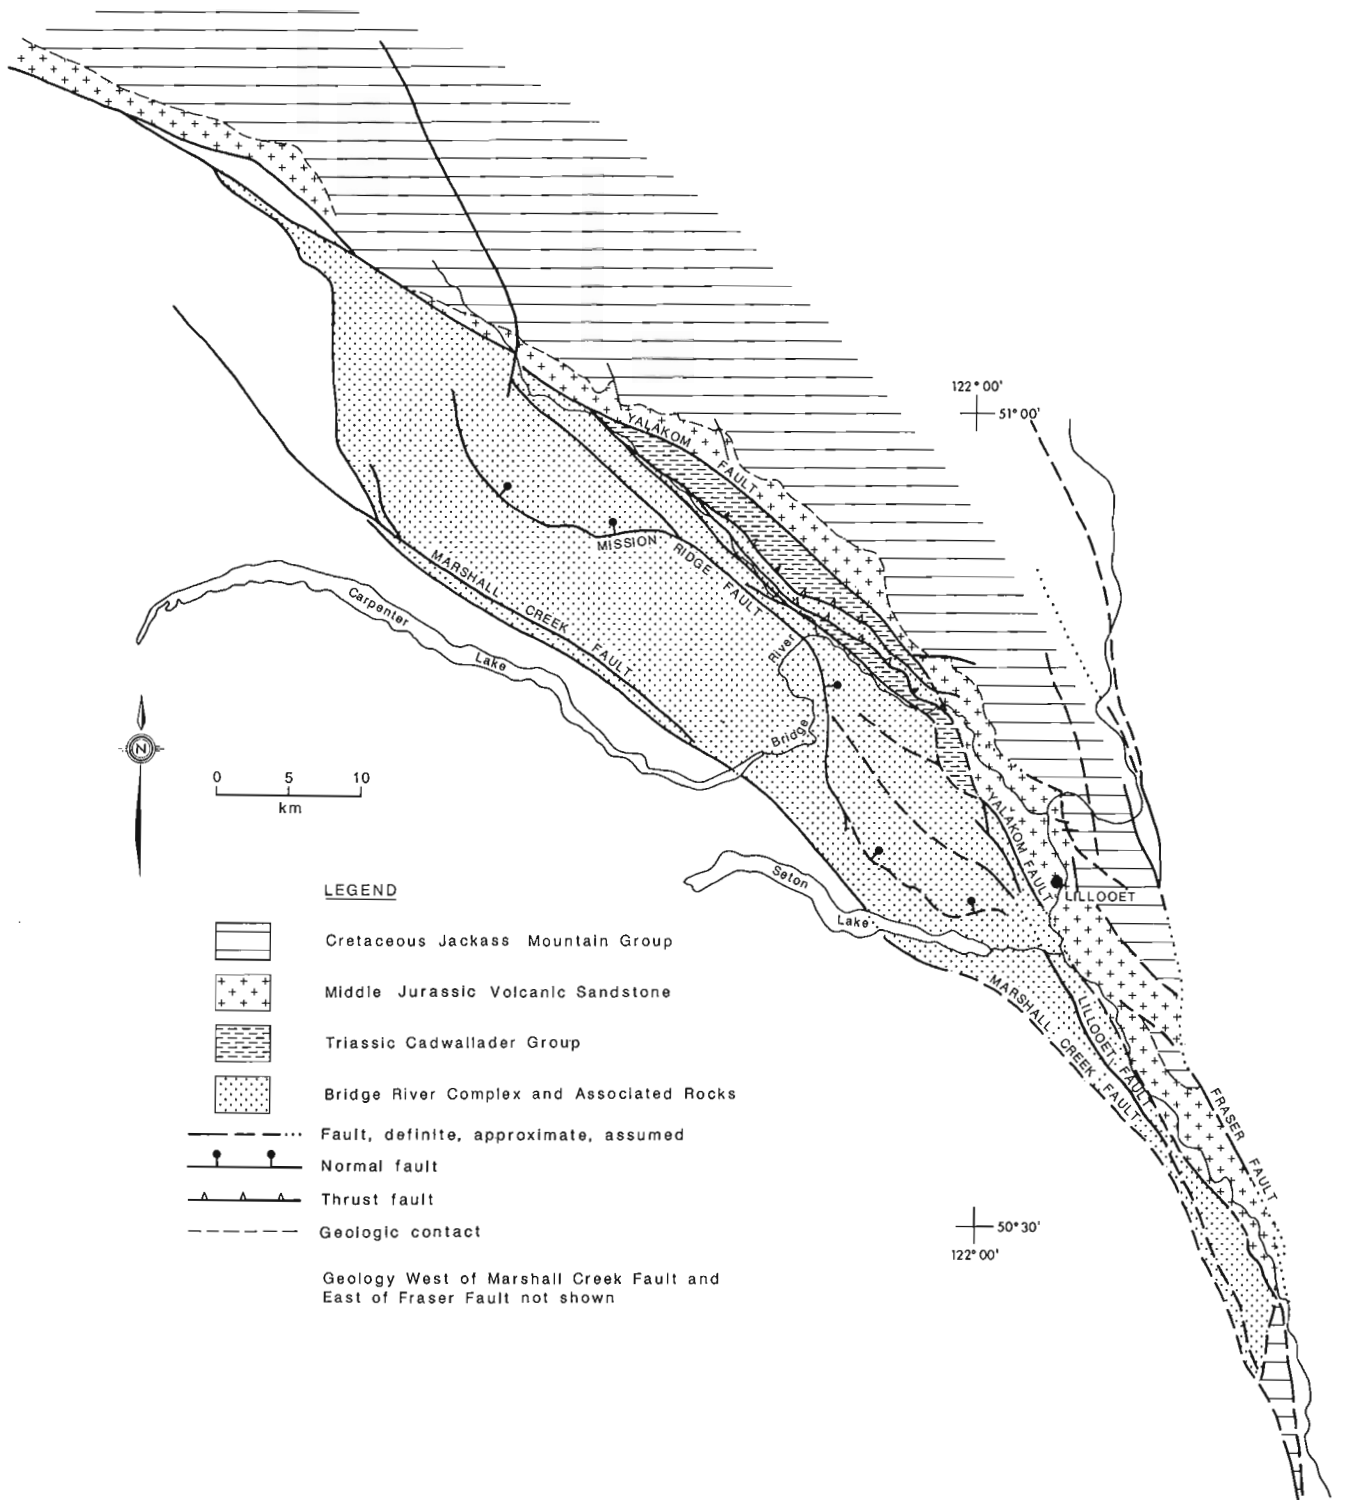 122° 00'
51° 00'
YALAKOM
FAULT
MISSION
RIDGE FAULT
MARSHALL
CREEK
FAULT
Carpenter
Lake
River
Bridge
N
0 5 10
km
YALAKOM FAULT
LILLOOET
Seton
Lake
MARSHALL
CREEK FAULT
LILLOOET FAULT
FRASER
FAULT
LEGEND
Cretaceous Jackass Mountain Group
Middle Jurassic Volcanic Sandstone
Triassic Cadwallader Group
Bridge River Complex and Associated Rocks
Fault, definite, approximate, assumed
Normal fault
Thrust fault
Geologic contact
Geology West of Marshall Creek Fault and
East of Fraser Fault not shown
50° 30'
122° 00'